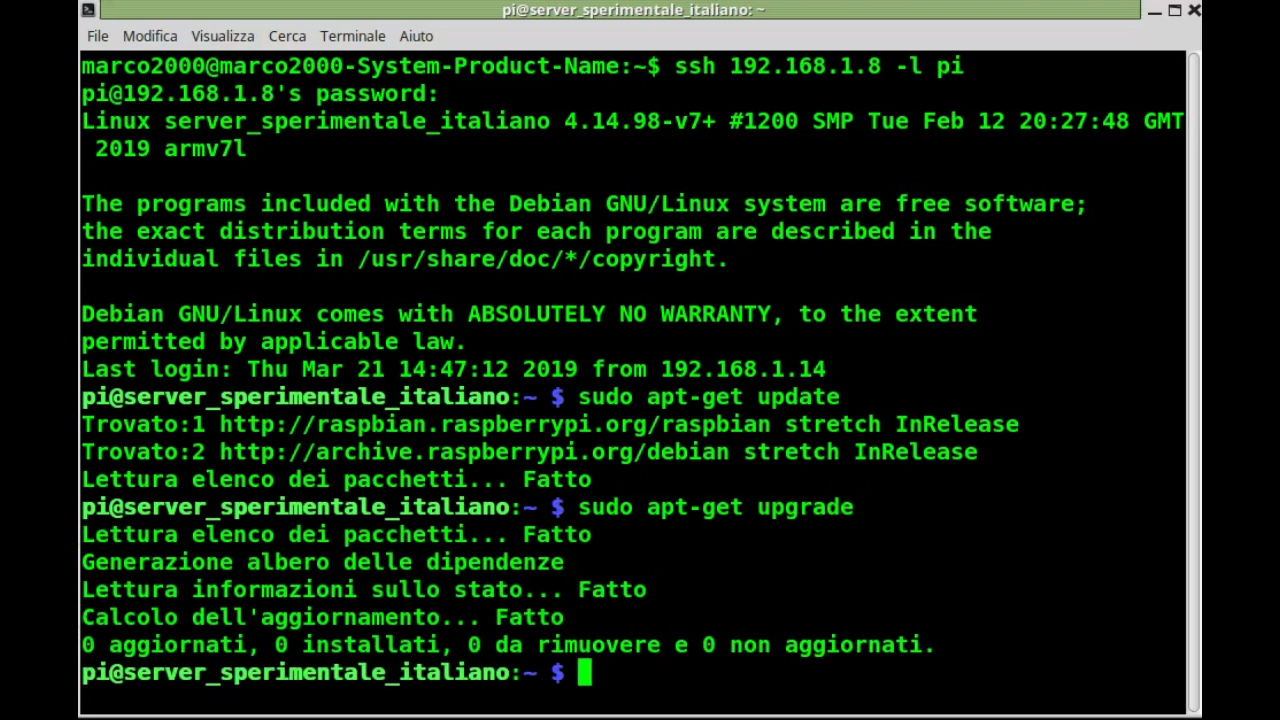 pi@server_sperimentale_italiano: ~
File Modifica Visualizza Cerca Terminale Aiuto
marco2000@marco2000-System-Product-Name:~$ ssh 192.168.1.8 -l pi
pi@192.168.1.8's password:
Linux server_sperimentale_italiano 4.14.98-v7+ #1200 SMP Tue Feb 12 20:27:48 GMT
 2019 armv7l
The programs included with the Debian GNU/Linux system are free software;
the exact distribution terms for each program are described in the
individual files in /usr/share/doc/*/copyright.
Debian GNU/Linux comes with ABSOLUTELY NO WARRANTY, to the extent
permitted by applicable law.
Last login: Thu Mar 21 14:47:12 2019 from 192.168.1.14
pi@server_sperimentale_italiano:~ $ sudo apt-get update
Trovato:1 http://raspbian.raspberrypi.org/raspbian stretch InRelease
Trovato:2 http://archive.raspberrypi.org/debian stretch InRelease
Lettura elenco dei pacchetti... Fatto
pi@server_sperimentale_italiano:~ $ sudo apt-get upgrade
Lettura elenco dei pacchetti... Fatto
Generazione albero delle dipendenze
Lettura informazioni sullo stato... Fatto
Calcolo dell'aggiornamento... Fatto
0 aggiornati, 0 installati, 0 da rimuovere e 0 non aggiornati.
pi@server_sperimentale_italiano:~ $